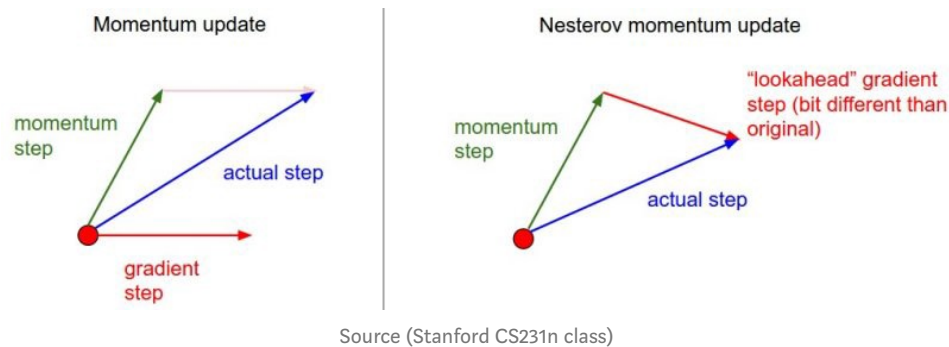 Momentum update
momentum
step
actual step
gradient
step
Nesterov momentum update
“lookahead” gradient
step (bit different than
original)
momentum
step
actual step
Source (Stanford CS231n class)